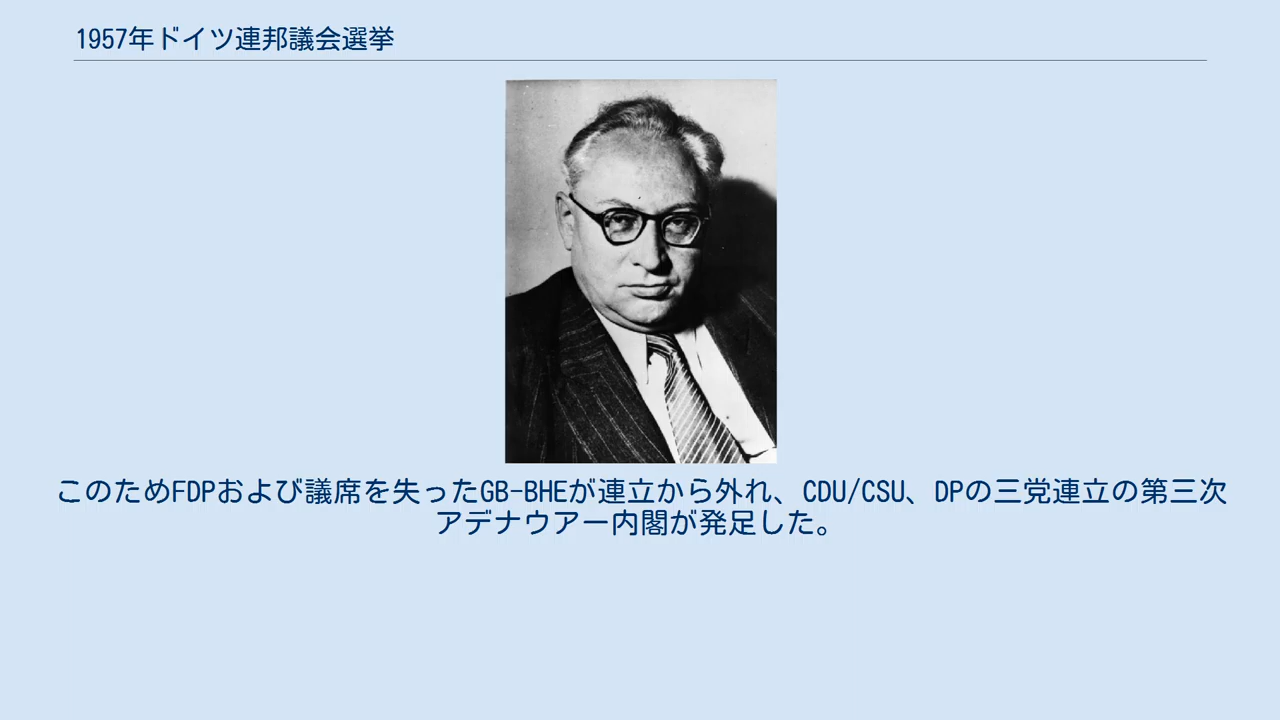 1957年ドイツ連邦議会選挙
このためFDPおよび議席を失ったGB-BHEが連立から外れ、CDU/CSU、DPの三党連立の第三次
アデナウアー内閣が発足した。